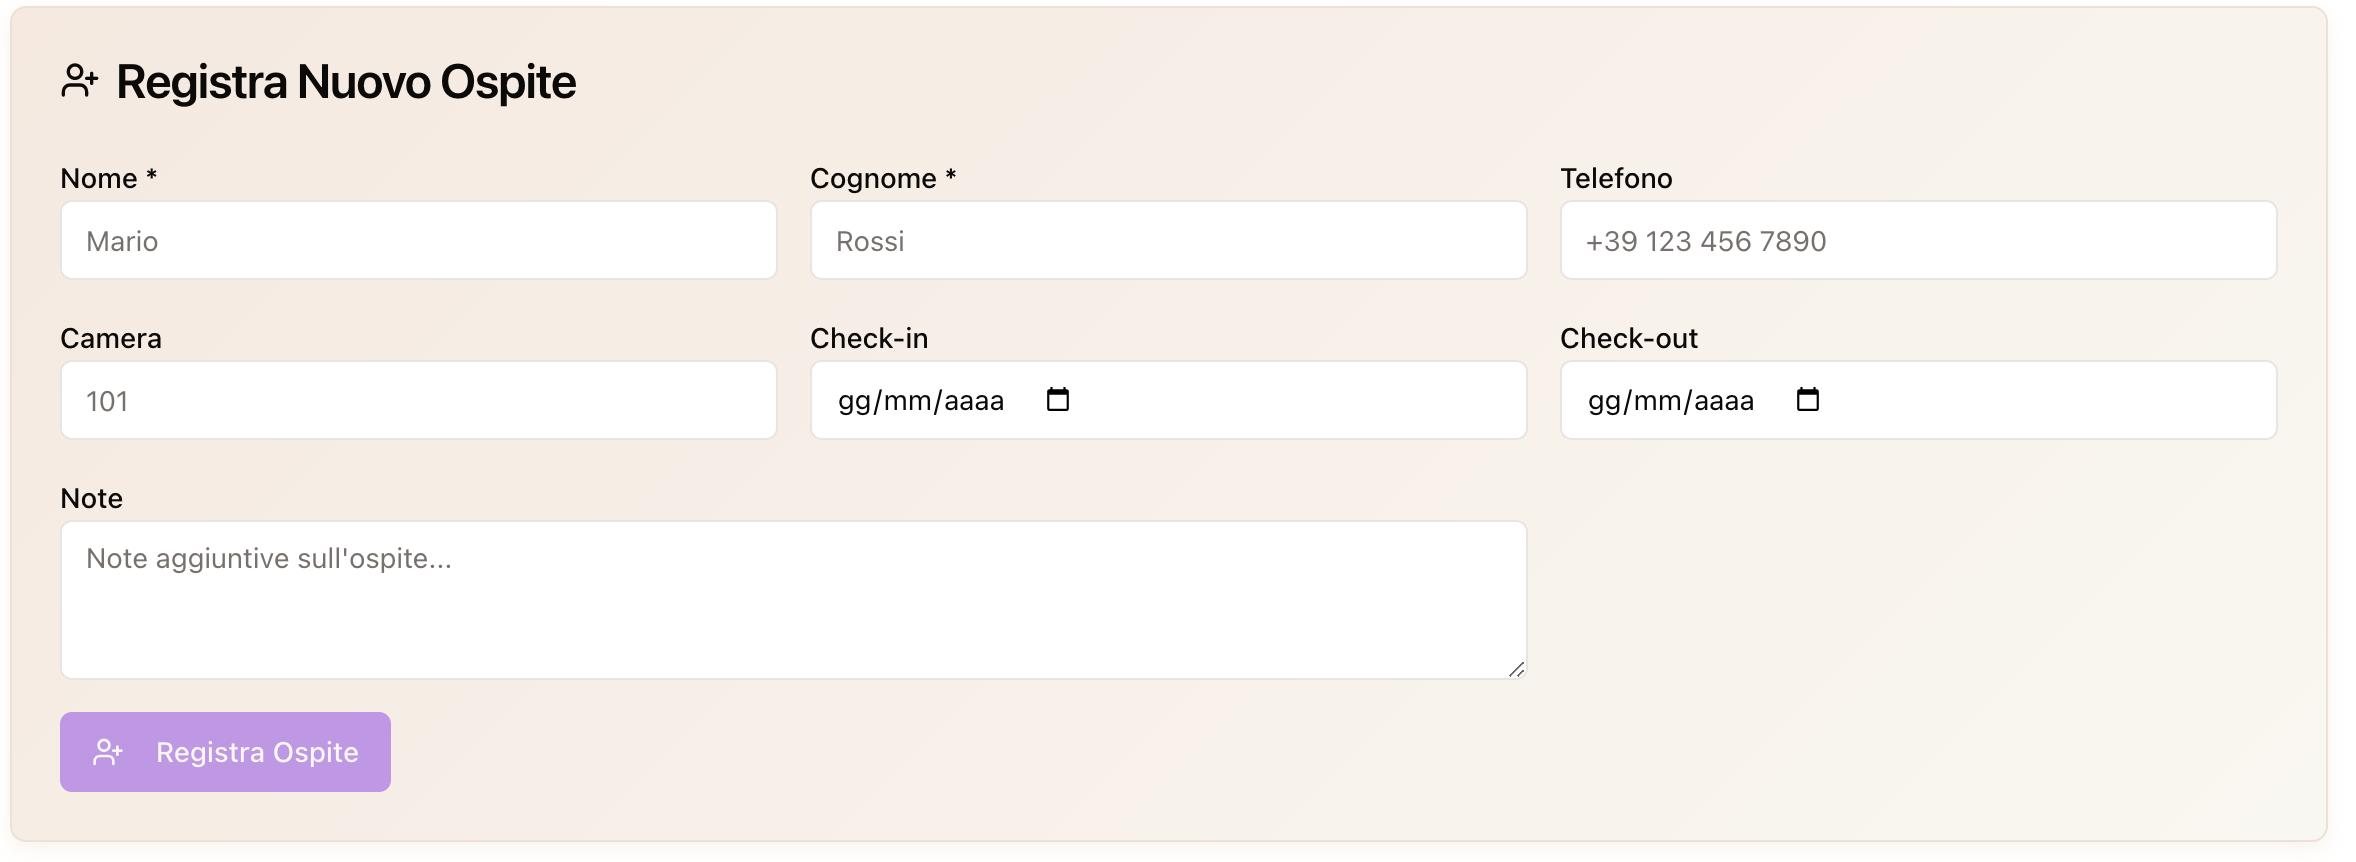 Registra Nuovo Ospite
Nome * Cognome * Telefono
Mario Rossi +39 123 456 7890
Camera Check-in Check-out
101 gg/mm/aaaa gg/mm/aaaa
Note
Note aggiuntive sull'ospite...
Registra Ospite